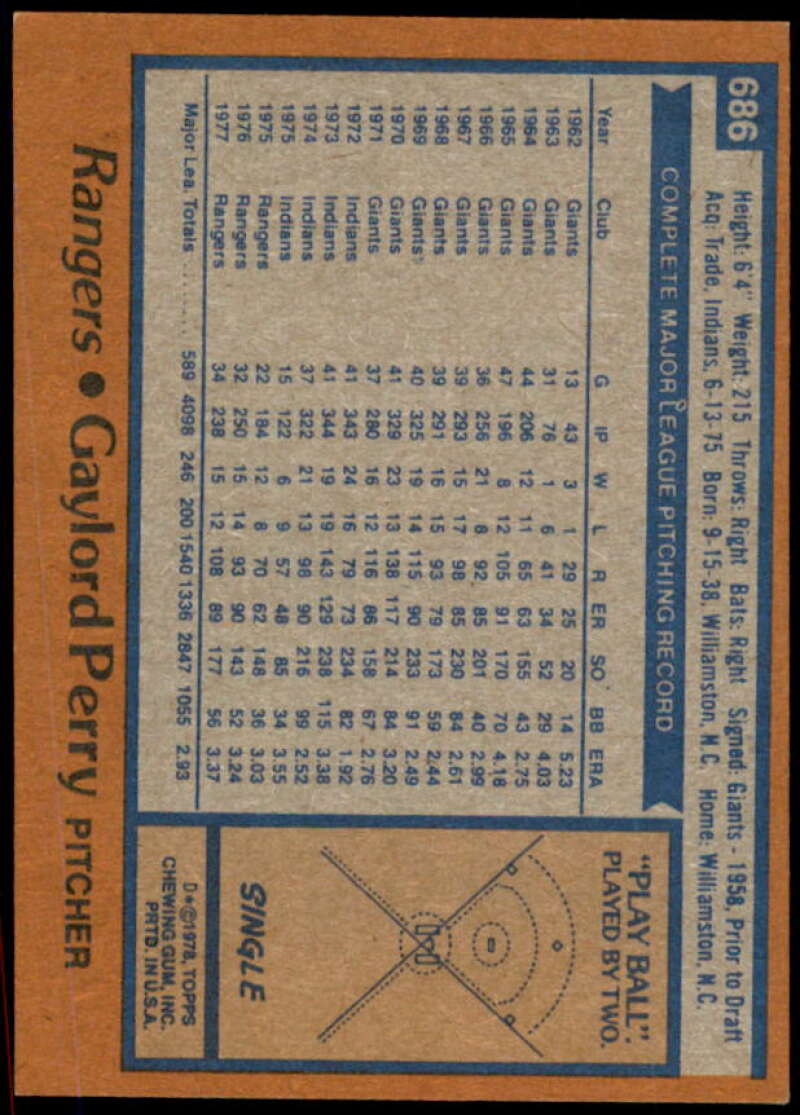 686
Height: 6'4" Weight: 215 Throws: Right Bats: Right Signed: Giants - 1958, Prior to Draft
Acq: Trade, Indians, 6-13-75 Born: 9-15-38, Williamston, N.C. Home: Williamston, N.C.
COMPLETE MAJOR LEAGUE PITCHING RECORD
Year Club G IP W L R ER SO BB ERA
1962 Giants 13 43 3 1 29 25 20 14 5.23
1963 Giants 31 76 1 6 41 34 52 29 4.03
1964 Giants 44 206 12 11 65 63 155 43 2.75
1965 Giants 47 196 8 12 105 91 170 70 4.18
1966 Giants 36 256 21 8 92 85 201 40 2.99
1967 Giants 39 293 15 17 98 85 230 84 2.61
1968 Giants 39 291 16 15 93 79 173 59 2.44
1969 Giants 40 325 19 14 115 90 233 91 2.49
1970 Giants 41 329 23 13 138 117 214 84 3.20
1971 Giants 37 280 16 12 116 86 158 67 2.76
1972 Indians 41 343 24 16 79 73 234 82 1.92
1973 Indians 41 344 19 19 143 129 238 115 3.38
1974 Indians 37 322 21 13 98 90 216 99 2.52
1975 Indians 15 122 6 9 57 48 85 34 3.55
1975 Rangers 22 184 12 8 70 62 148 36 3.03
1976 Rangers 32 250 15 14 93 90 143 52 3.24
1977 Rangers 34 238 15 12 108 89 177 56 3.37
Major Lea. Totals ........ 589 4098 246 200 1540 1336 2847 1055 2.93
"PLAY BALL"
PLAYED BY TWO.
SINGLE
D*©1978, TOPPS
CHEWING GUM, INC.
PRTD. IN U.S.A.
Rangers • Gaylord Perry PITCHER